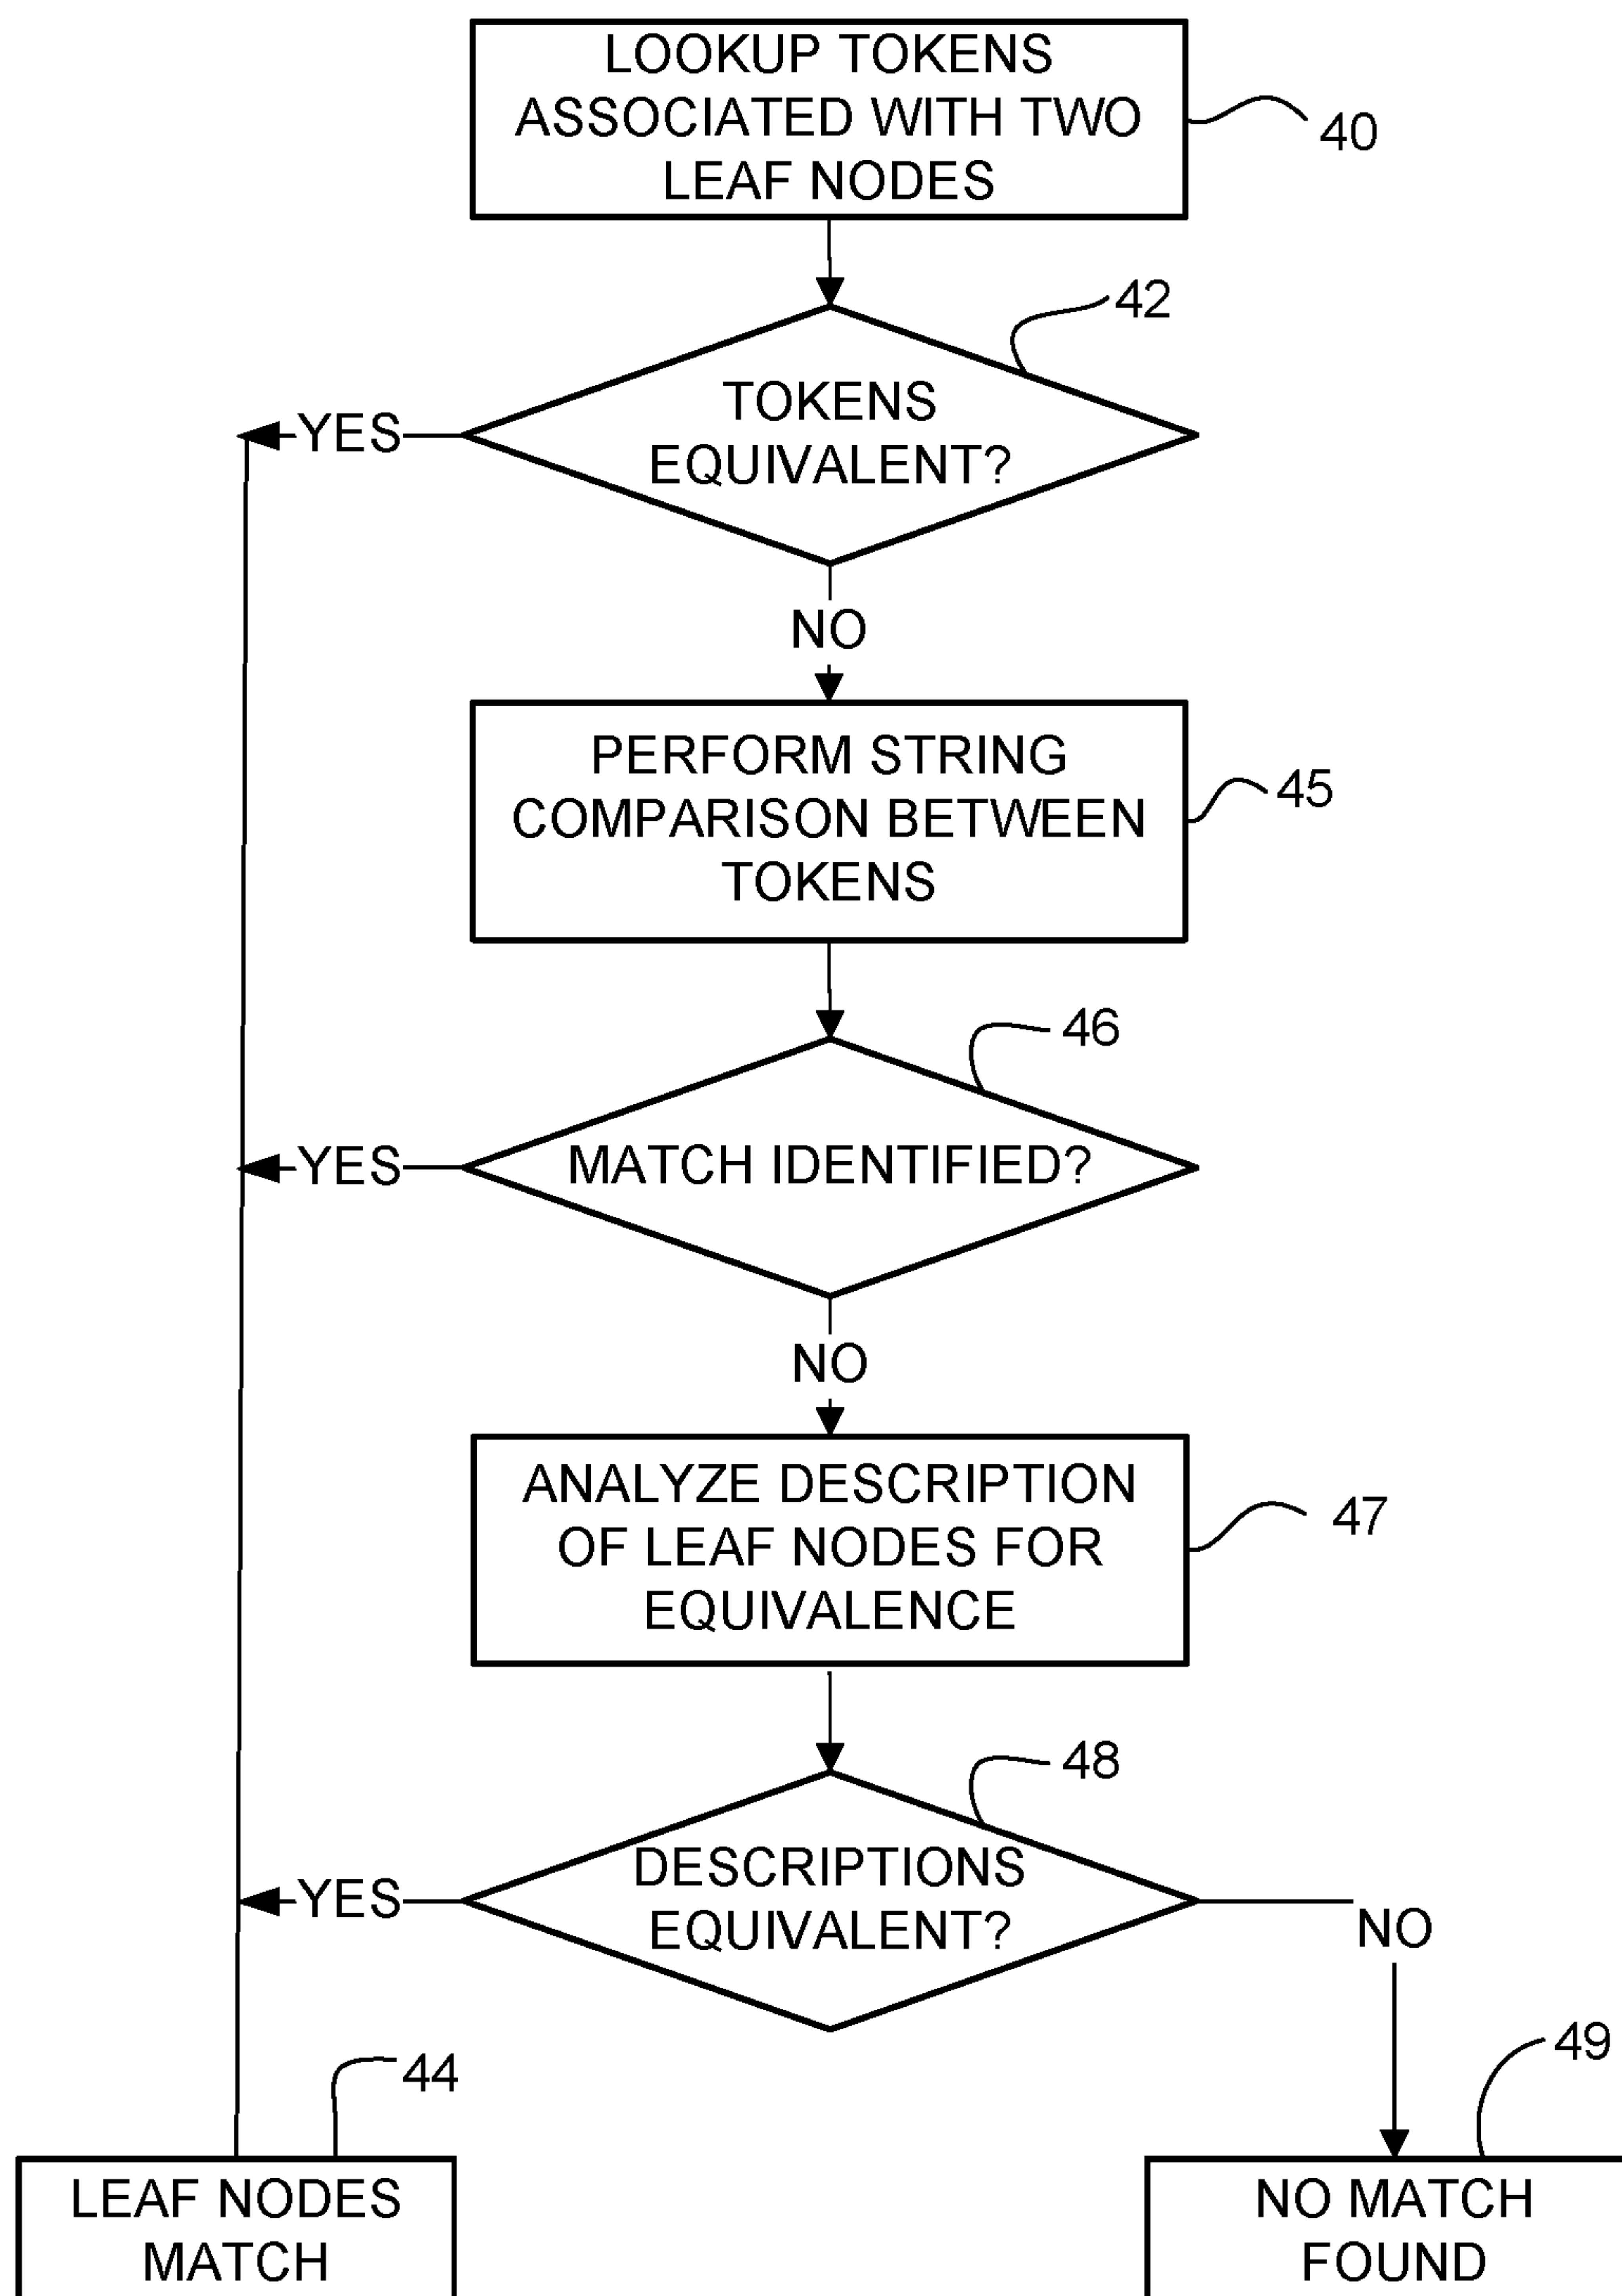 LOOKUP TOKENS
ASSOCIATED WITH TWO
LEAF NODES
40
42
TOKENS
EQUIVALENT?
YES
NO
PERFORM STRING
COMPARISON BETWEEN
TOKENS
45
46
MATCH IDENTIFIED?
YES
NO
ANALYZE DESCRIPTION
OF LEAF NODES FOR
EQUIVALENCE
47
48
DESCRIPTIONS
EQUIVALENT?
YES
NO
44
LEAF NODES
MATCH
49
NO MATCH
FOUND